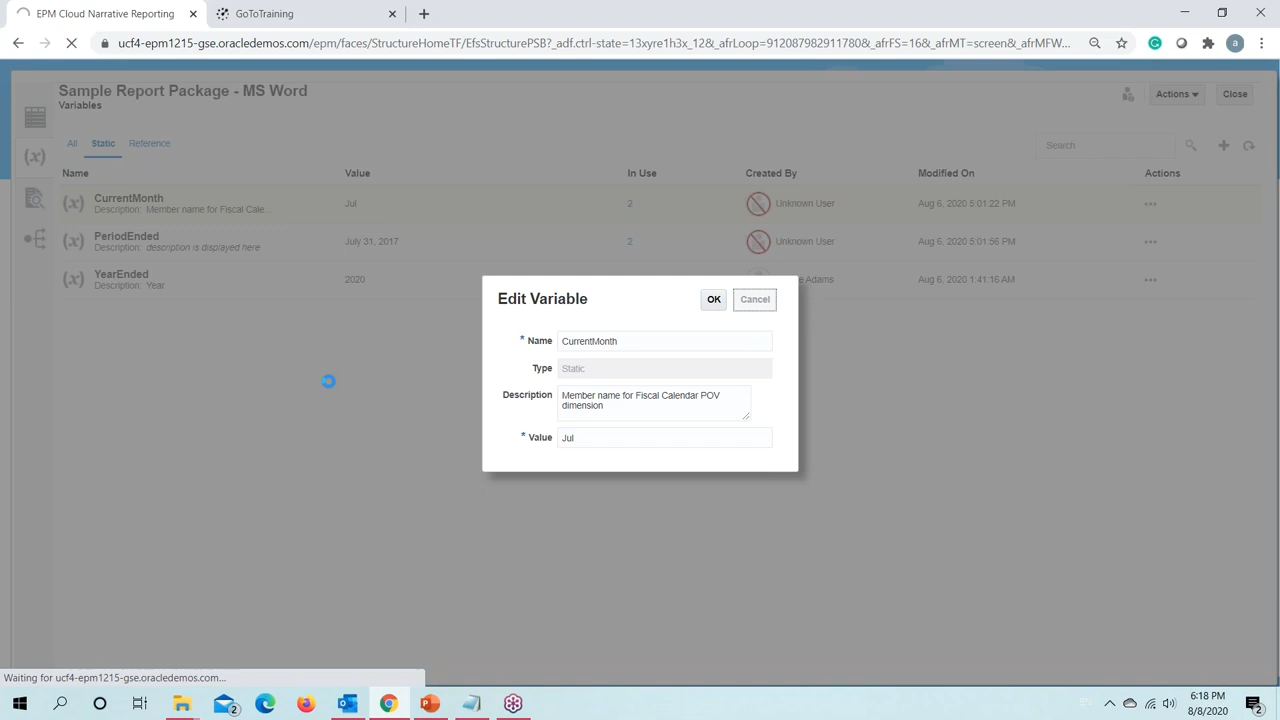 EPM Cloud Narrative Reporting
GoToTraining
ucf4-epm1215-gse.oracledemos.com/epm/faces/StructureHomeTF/EfsStructurePSB?_adf.ctrl-state=13xyre1h3x_12&_afrLoop=9120879829117780&_afrFS=16&_afrMT=screen&_afrMFW...
a
Sample Report Package - MS Word
Variables
Actions
Close
All
Static
Reference
Search
Name
Value
In Use
Created By
Modified On
Actions
(x)
CurrentMonth
Description: Member name for Fiscal Cale...
Jul
2
Unknown User
Aug 6, 2020 5:01:22 PM
(x)
PeriodEnded
Description: description is displayed here
July 31, 2017
2
Unknown User
Aug 6, 2020 5:01:56 PM
(x)
YearEnded
Description: Year
2020
Adams
Aug 6, 2020 1:41:16 AM
(x)
Edit Variable
OK
Cancel
* Name
CurrentMonth
Type
Static
Description
Member name for Fiscal Calendar POV
dimension
* Value
Jul
Waiting for ucf4-epm1215-gse.oracledemos.com...
2
6:18 PM
8/8/2020
2